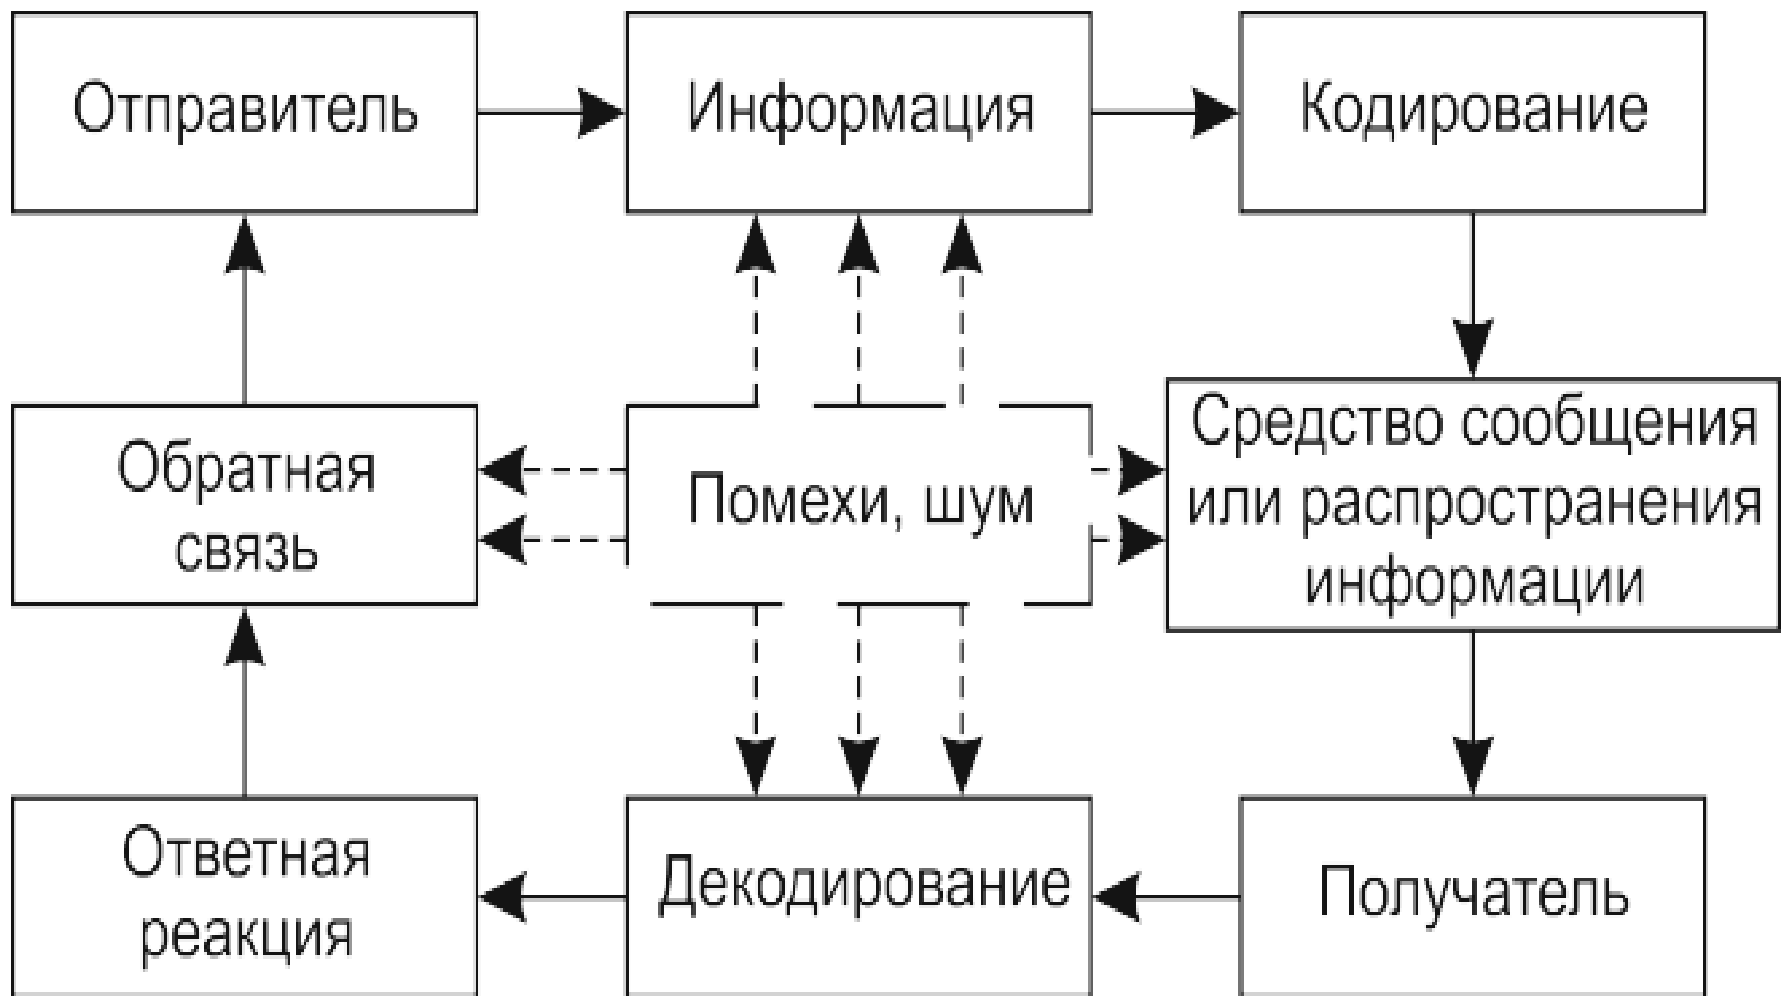 Отправитель
Информация
Кодирование
Обратная
связь
Помехи, шум
Средство сообщения
или распространения
информации
Ответная
реакция
Декодирование
Получатель